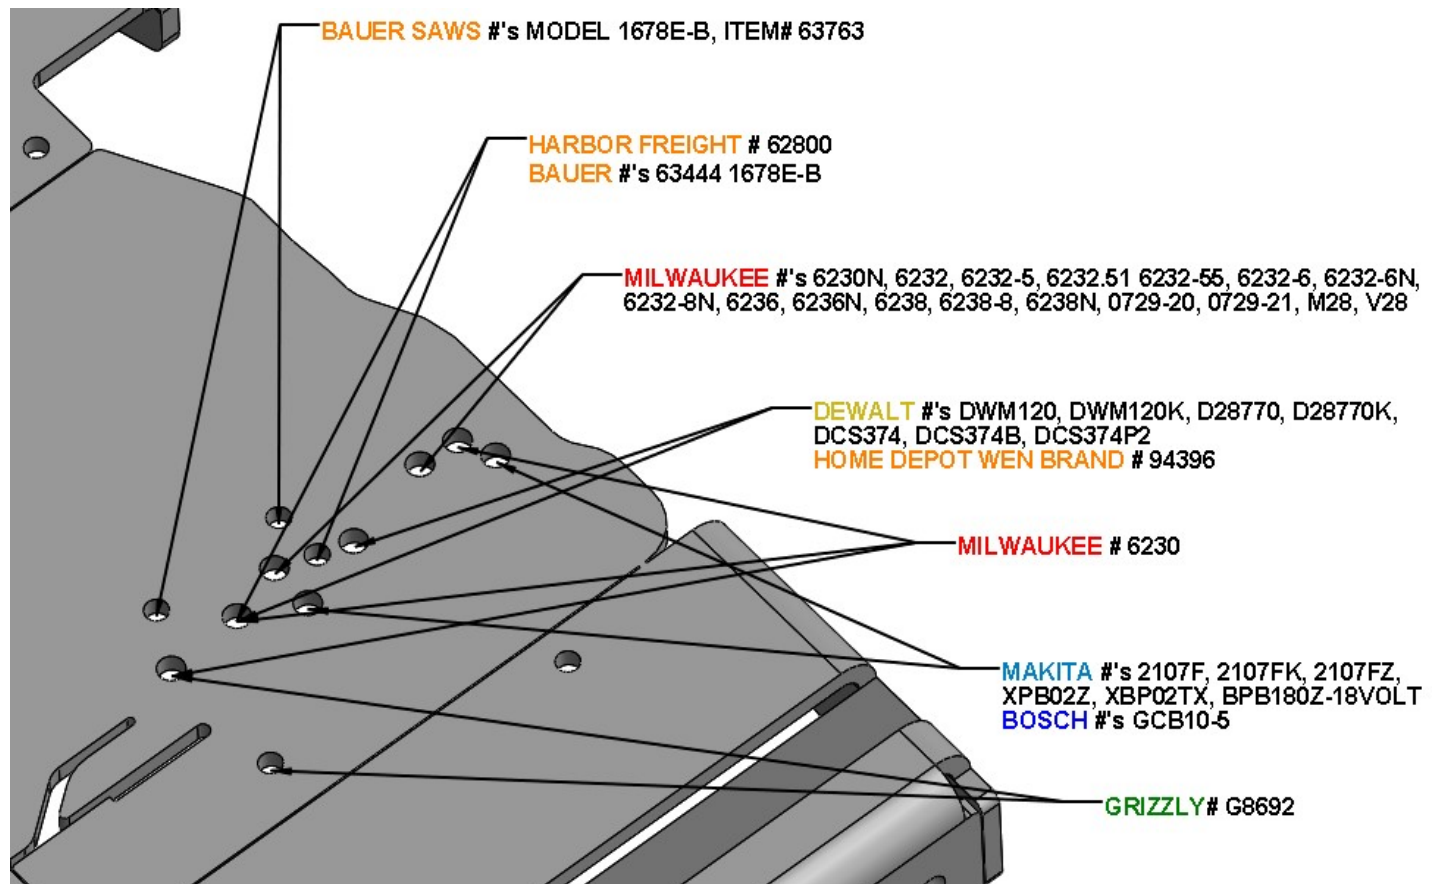 BAUER SAWS #'s MODEL 1678E-B, ITEM# 63763
HARBOR FREIGHT # 62800
BAUER #'s 63444 1678E-B
MILWAUKEE #'s 6230N, 6232, 6232-5, 6232.51 6232-55, 6232-6, 6232-6N,
6232-8N, 6236, 6236N, 6238, 6238-8, 6238N, 0729-20, 0729-21, M28, V28
DEWALT #'s DWM120, DWM120K, D28770, D28770K,
DCS374, DCS374B, DCS374P2
HOME DEPOT WEN BRAND # 94396
MILWAUKEE # 6230
MAKITA #'s 2107F, 2107FK, 2107FZ,
XPB02Z, XBP02TX, BPB180Z-18VOLT
BOSCH #'s GCB10-5
GRIZZLY# G8692